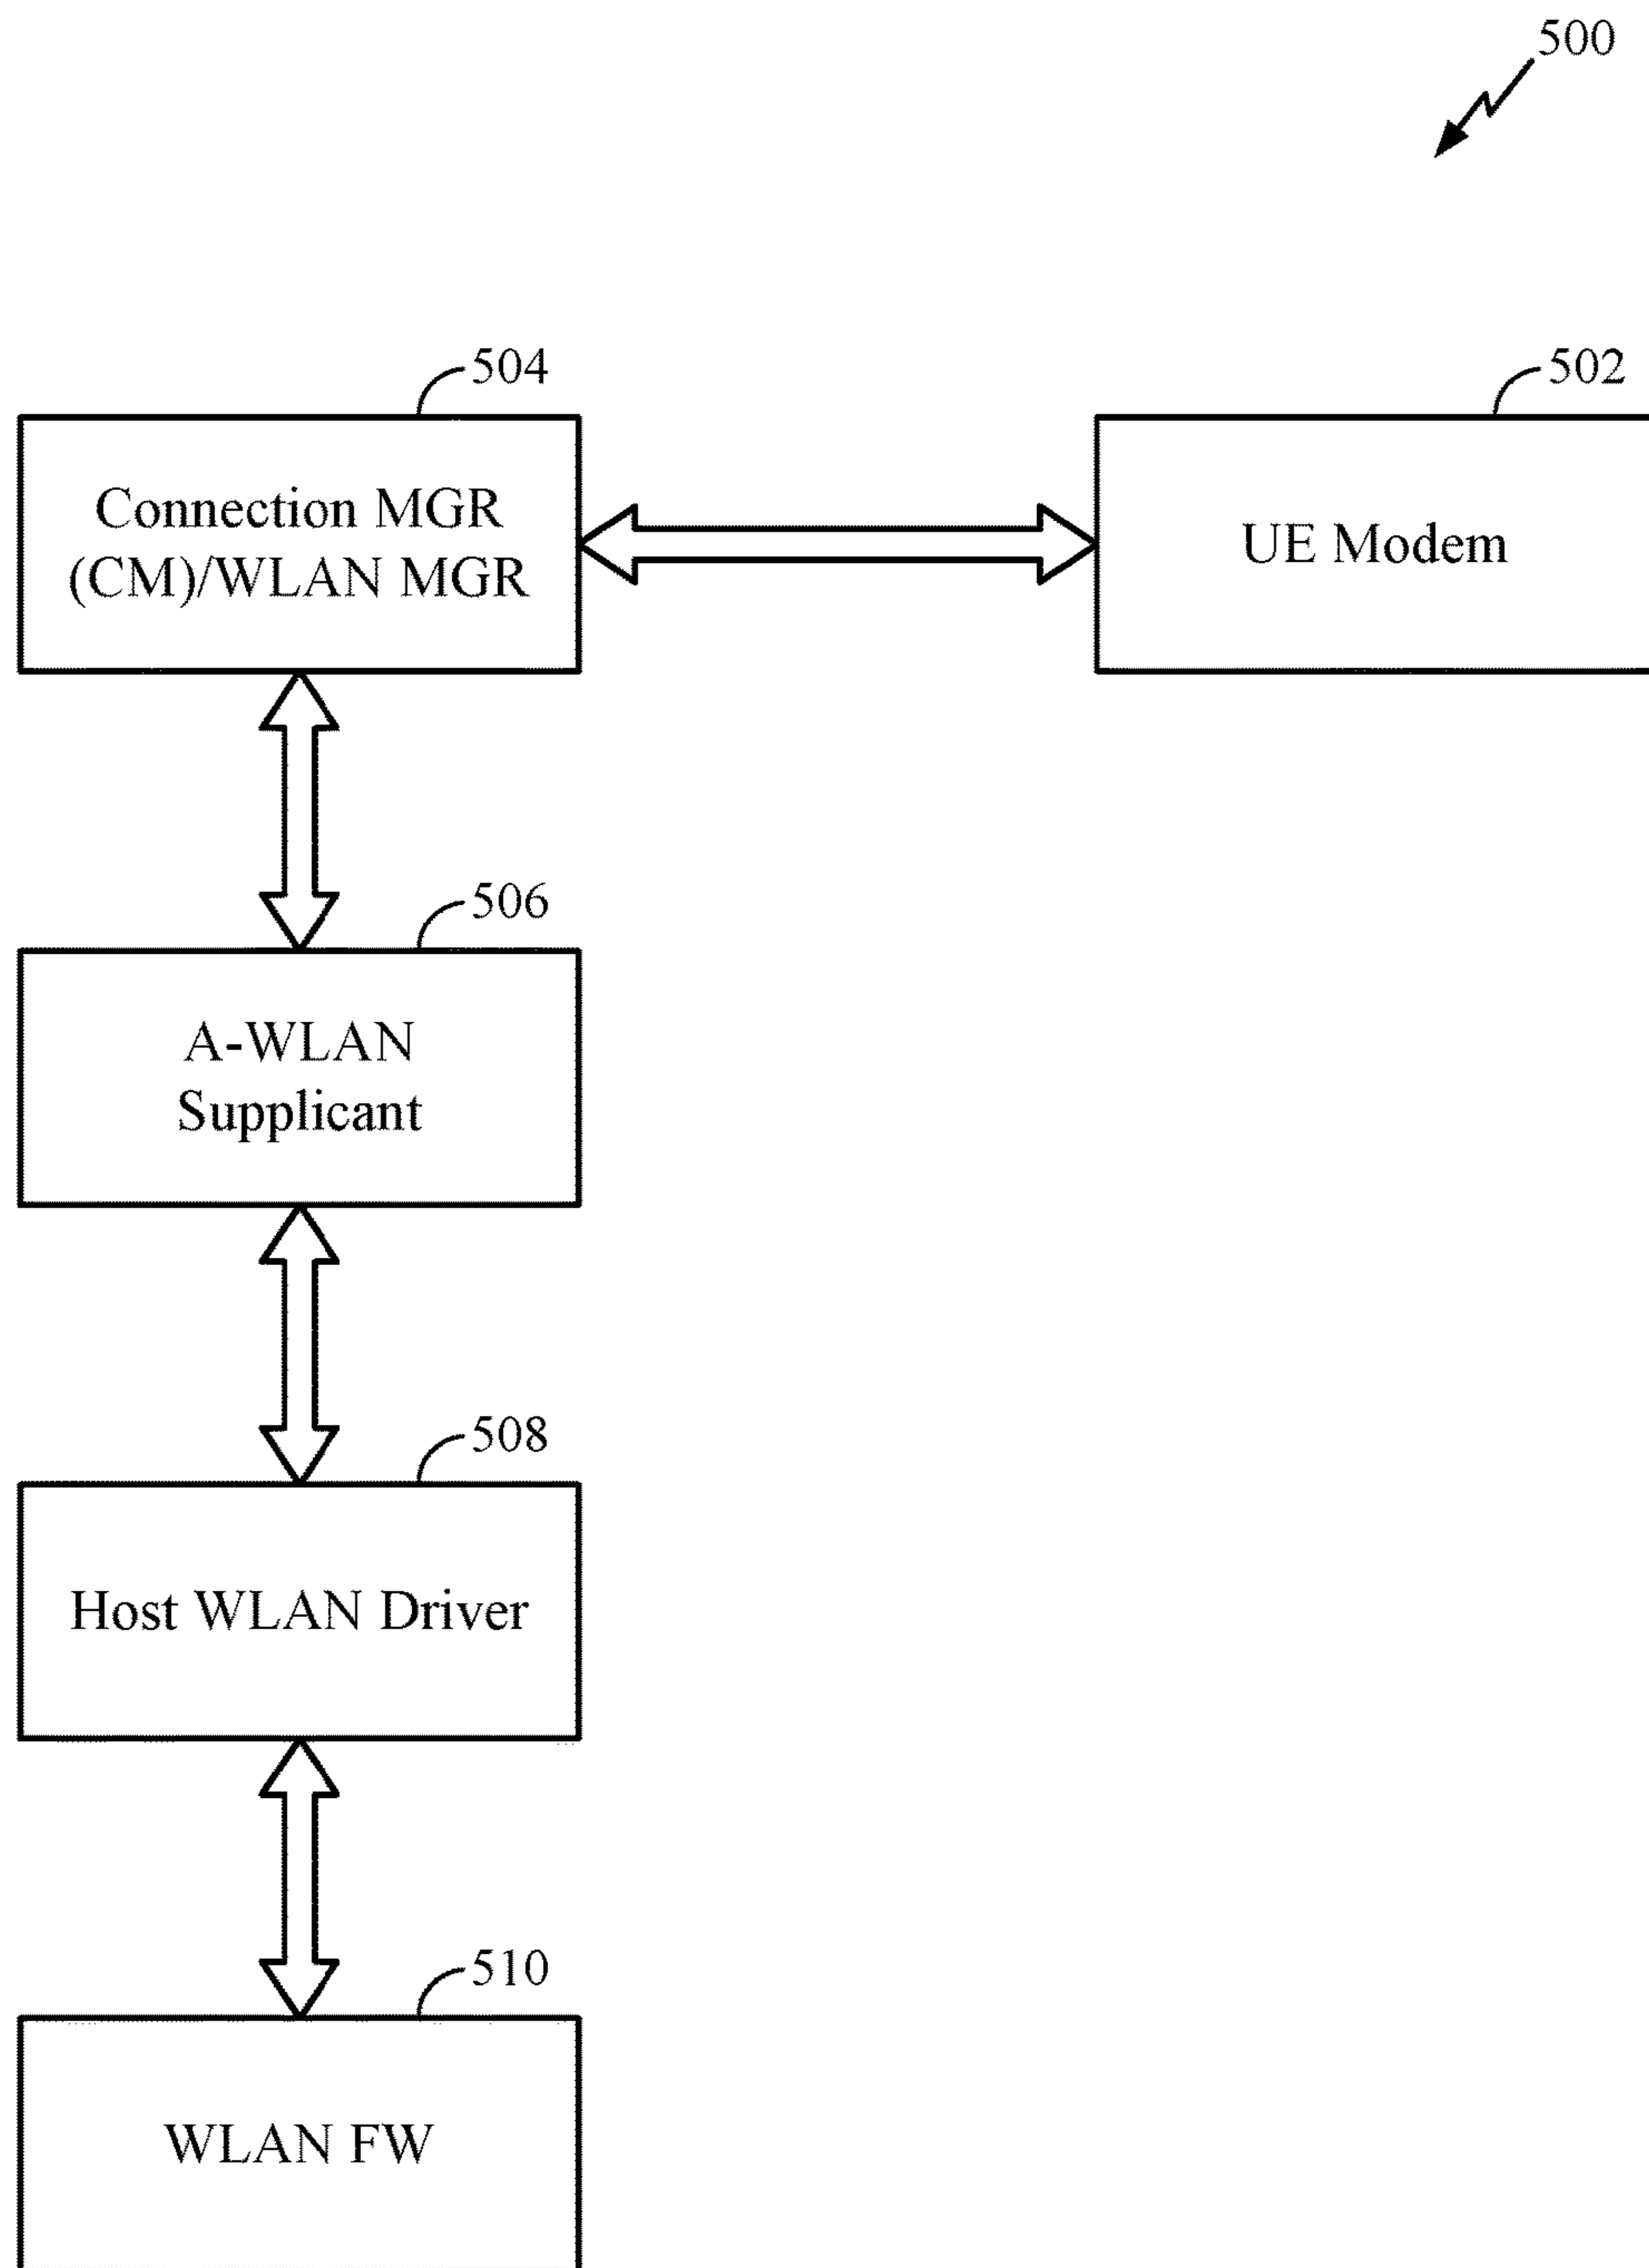 500
504
502
Connection MGR
(CM)/WLAN MGR
UE Modem
506
A-WLAN
Supplicant
508
Host WLAN Driver
510
WLAN FW